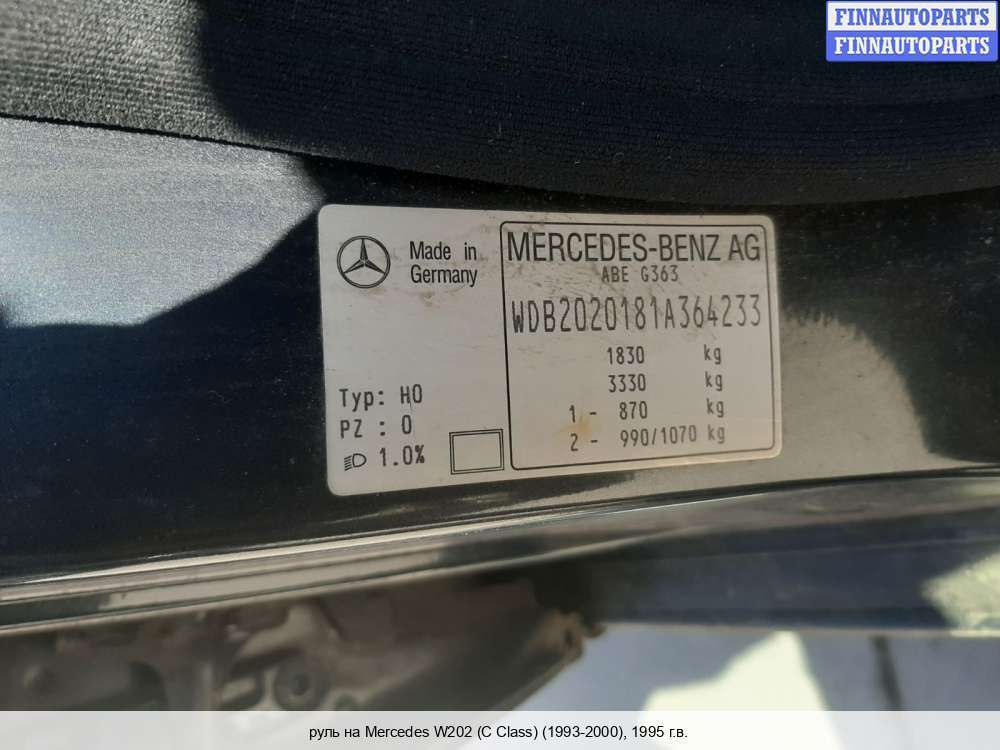 FINNAUTOPARTS
FINNAUTOPARTS
Made in
Germany
MERCEDES-BENZ AG
ABE G363
WDB2020181A364233
1830 kg
3330 kg
1 - 870 kg
2 - 990/1070 kg
Typ: H0
PZ : 0
1.0%
руль на Mercedes W202 (C Class) (1993-2000), 1995 г.в.